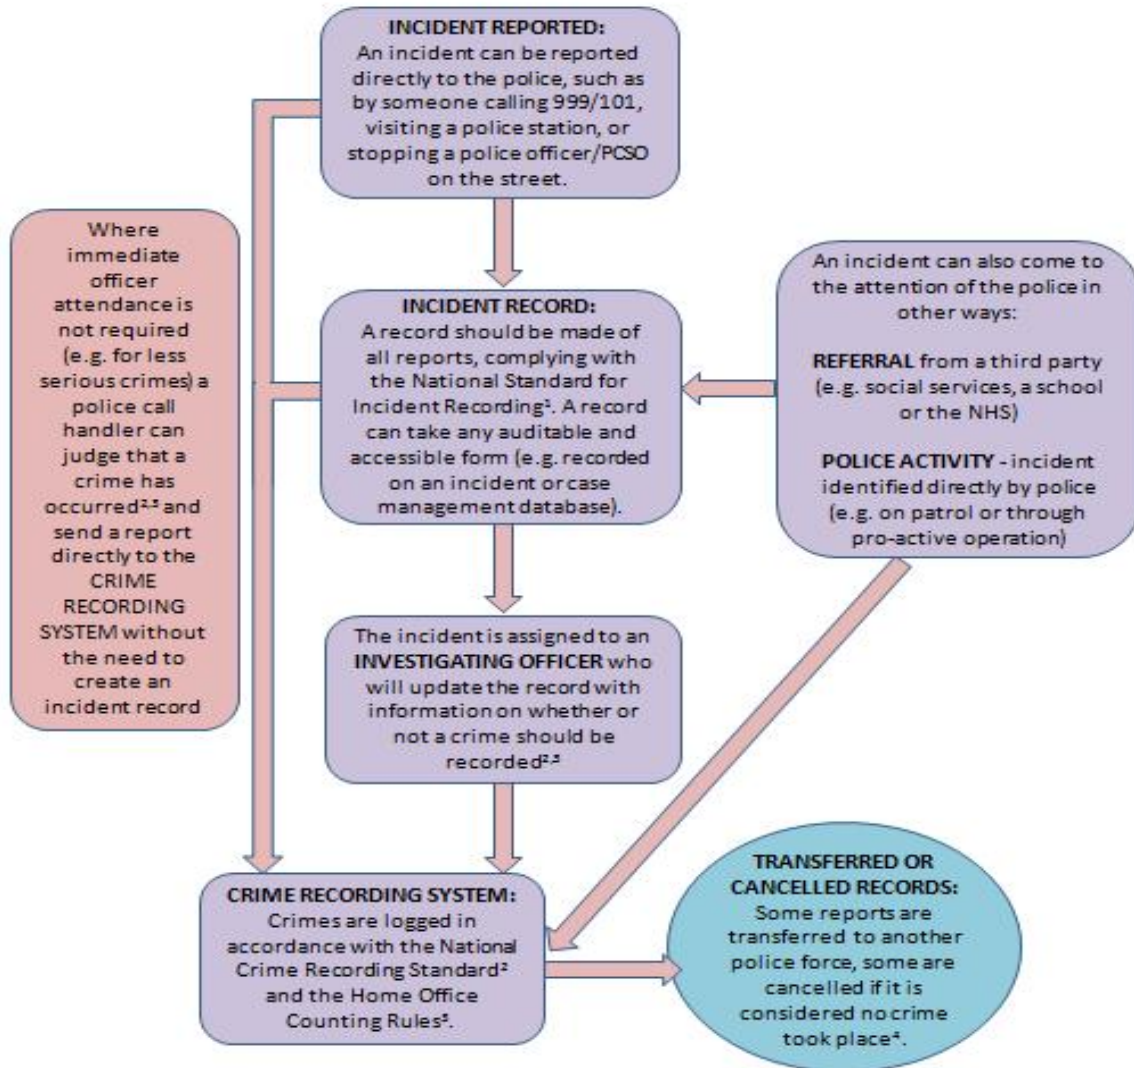 INCIDENT REPORTED:
An incident can be reported
directly to the police, such as
by someone calling 999/101,
visiting a police station, or
stopping a police officer/PCSO
on the street.
Where
immediate
officer
attendance is
not required
(e.g. for less
serious crimes) a
police call
handler can
judge that a
crime has
occurred²·³ and
send a report
directly to the
CRIME
RECORDING
SYSTEM without
the need to
create an
incident record
INCIDENT RECORD:
A record should be made of
all reports, complying with
the National Standard for
Incident Recording¹. A record
can take any auditable and
accessible form (e.g. recorded
on an incident or case
management database).
An incident can also come to
the attention of the police in
other ways:
REFERRAL from a third party
(e.g. social services, a school
or the NHS)
POLICE ACTIVITY - incident
identified directly by police
(e.g. on patrol or through
pro-active operation)
The incident is assigned to an
INVESTIGATING OFFICER who
will update the record with
information on whether or
not a crime should be
recorded²·³
CRIME RECORDING SYSTEM:
Crimes are logged in
accordance with the National
Crime Recording Standard²
and the Home Office
Counting Rules³.
TRANSFERRED OR
CANCELLED RECORDS:
Some reports are
transferred to another
police force, some are
cancelled if it is
considered no crime
took place⁴.